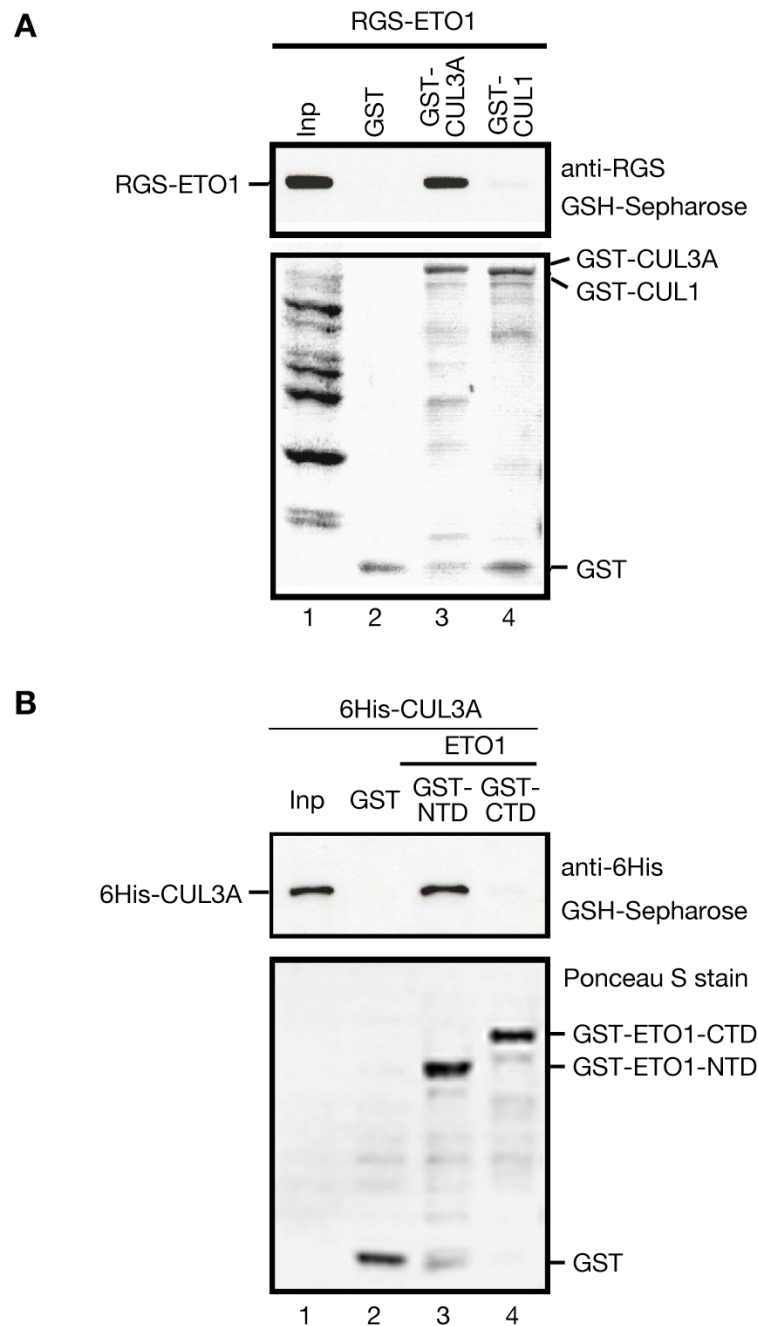 A
RGS-ETO1
Inp
GST
GST-
CUL3A
GST-
CUL1
RGS-ETO1
anti-RGS
GSH-Sepharose
GST-CUL3A
GST-CUL1
GST
1 2 3 4
B
6His-CUL3A
ETO1
Inp GST GST-NTD GST-CTD
6His-CUL3A
anti-6His
GSH-Sepharose
Ponceau S stain
GST-ETO1-CTD
GST-ETO1-NTD
GST
1 2 3 4